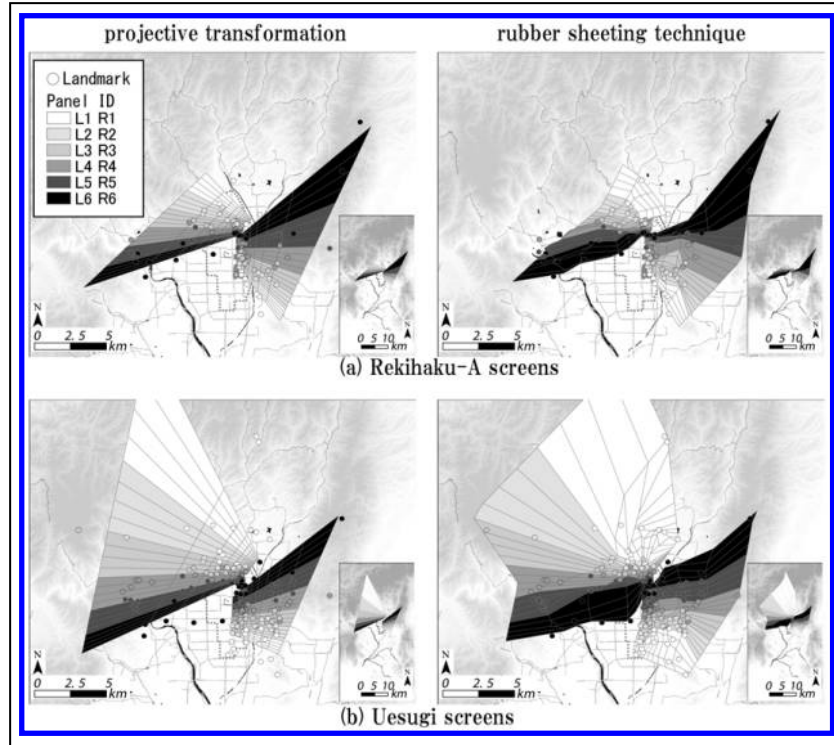 projective transformation
rubber sheeting technique
Landmark
Panel ID
L1 R1
L2 R2
L3 R3
L4 R4
L5 R5
L6 R6
N
0 2.5 5
km
N
0 5 10
km
N
0 2.5 5
km
N
0 5 10
km
(a) Rekihaku-A screens
N
0 2.5 5
km
N
0 5 10
km
N
0 2.5 5
km
N
0 5 10
km
(b) Uesugi screens